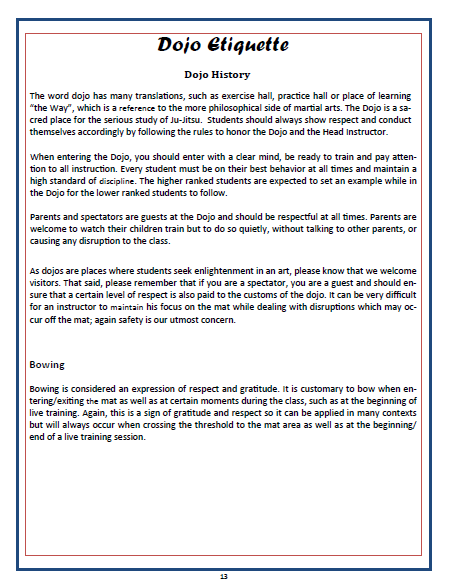 Dojo Etiquette
Dojo History
The word dojo has many translations, such as exercise hall, practice hall or place of learning
“the Way”, which is a reference to the more philosophical side of martial arts. The Dojo is a sa-
cred place for the serious study of Ju-Jitsu.  Students should always show respect and conduct
themselves accordingly by following the rules to honor the Dojo and the Head Instructor.
When entering the Dojo, you should enter with a clear mind, be ready to train and pay atten-
tion to all instruction. Every student must be on their best behavior at all times and maintain a
high standard of discipline. The higher ranked students are expected to set an example while in
the Dojo for the lower ranked students to follow.
Parents and spectators are guests at the Dojo and should be respectful at all times. Parents are
welcome to watch their children train but to do so quietly, without talking to other parents, or
causing any disruption to the class.
As dojos are places where students seek enlightenment in an art, please know that we welcome
visitors. That said, please remember that if you are a spectator, you are a guest and should en-
sure that a certain level of respect is also paid to the customs of the dojo. It can be very difficult
for an instructor to maintain his focus on the mat while dealing with disruptions which may oc-
cur off the mat; again safety is our utmost concern.
Bowing
Bowing is considered an expression of respect and gratitude. It is customary to bow when en-
tering/exiting the mat as well as at certain moments during the class, such as at the beginning of
live training. Again, this is a sign of gratitude and respect so it can be applied in many contexts
but will always occur when crossing the threshold to the mat area as well as at the beginning/
end of a live training session.
13